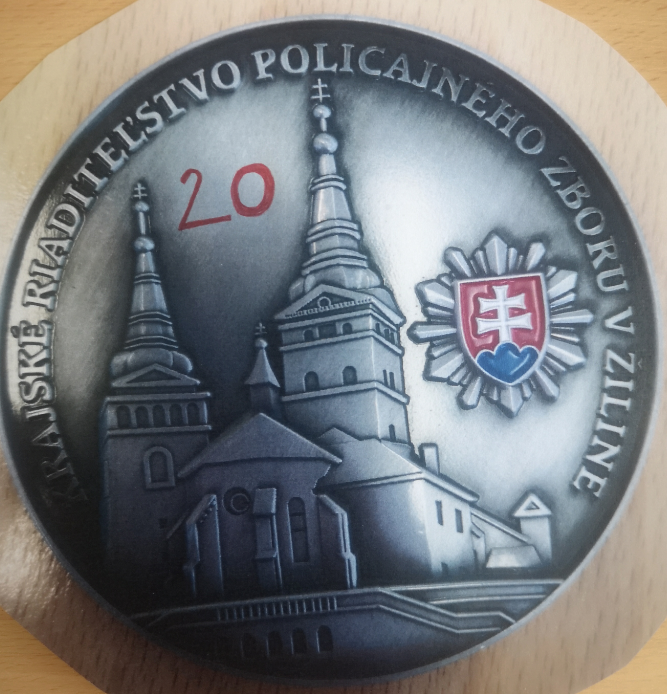 KRAJSKÉ RIADITEĽSTVO POLICAJNÉHO ZBORU V ŽILINE
20